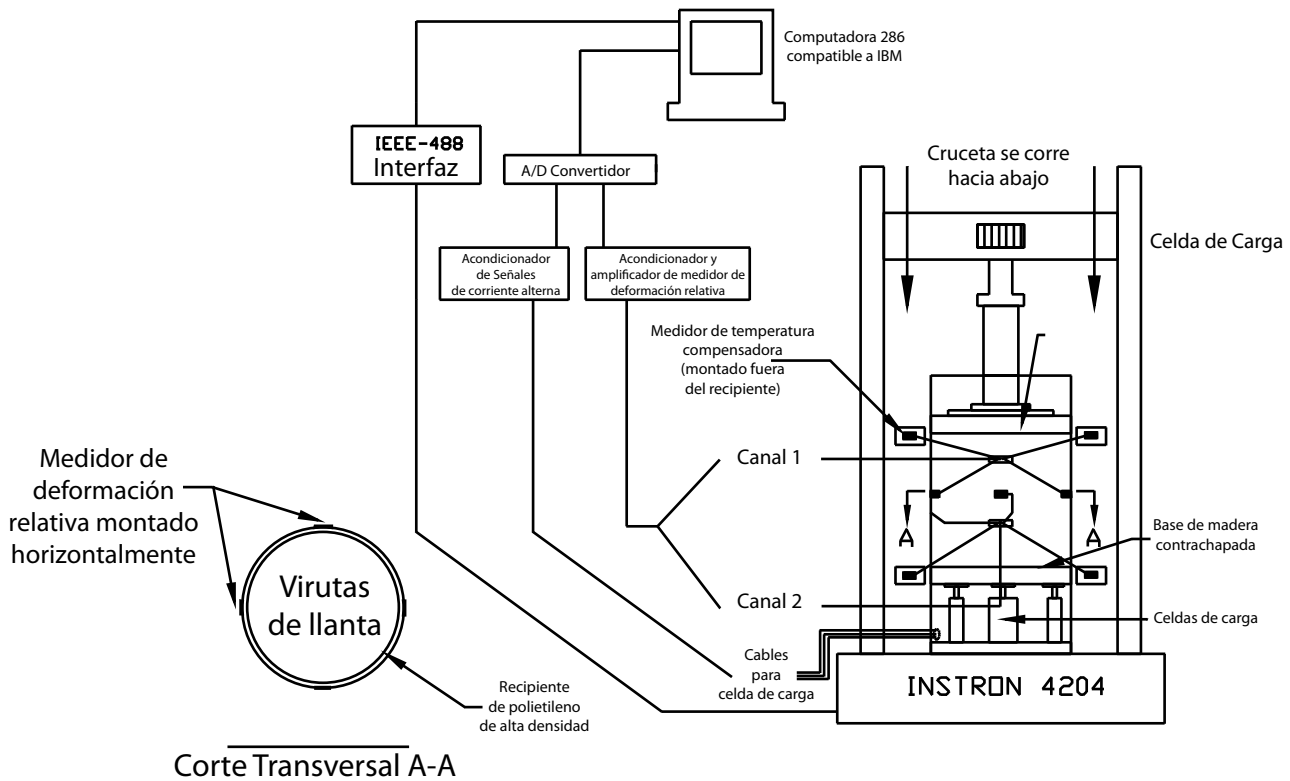 Computadora 286
compatible a IBM
IEEE-488
Interfaz
A/D Convertidor
Cruceta se corre
hacia abajo
Celda de Carga
Acondicionador
de Señales
de corriente alterna
Acondicionador y
amplificador de medidor de
deformación relativa
Medidor de temperatura
compensadora
(montado fuera
del recipiente)
Canal 1
Medidor de
deformación
relativa montado
horizontalmente
A
A
Base de madera
contrachapada
Virutas
de llanta
Canal 2
Celdas de carga
Cables
para
celda de carga
INSTRON 4204
Recipiente
de polietileno
de alta densidad
Corte Transversal A-A